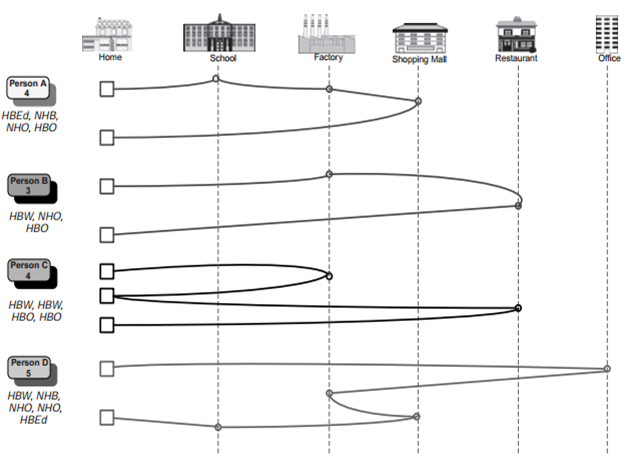 Home
School
Factory
Shopping Mall
Restaurant
Office
Person A
4
HBEd, NHB,
NHO, HBO
Person B
3
HBW, NHO,
HBO
Person C
4
HBW, HBW,
HBO, HBO
Person D
5
HBW, NHB,
NHO, NHO,
HBEd